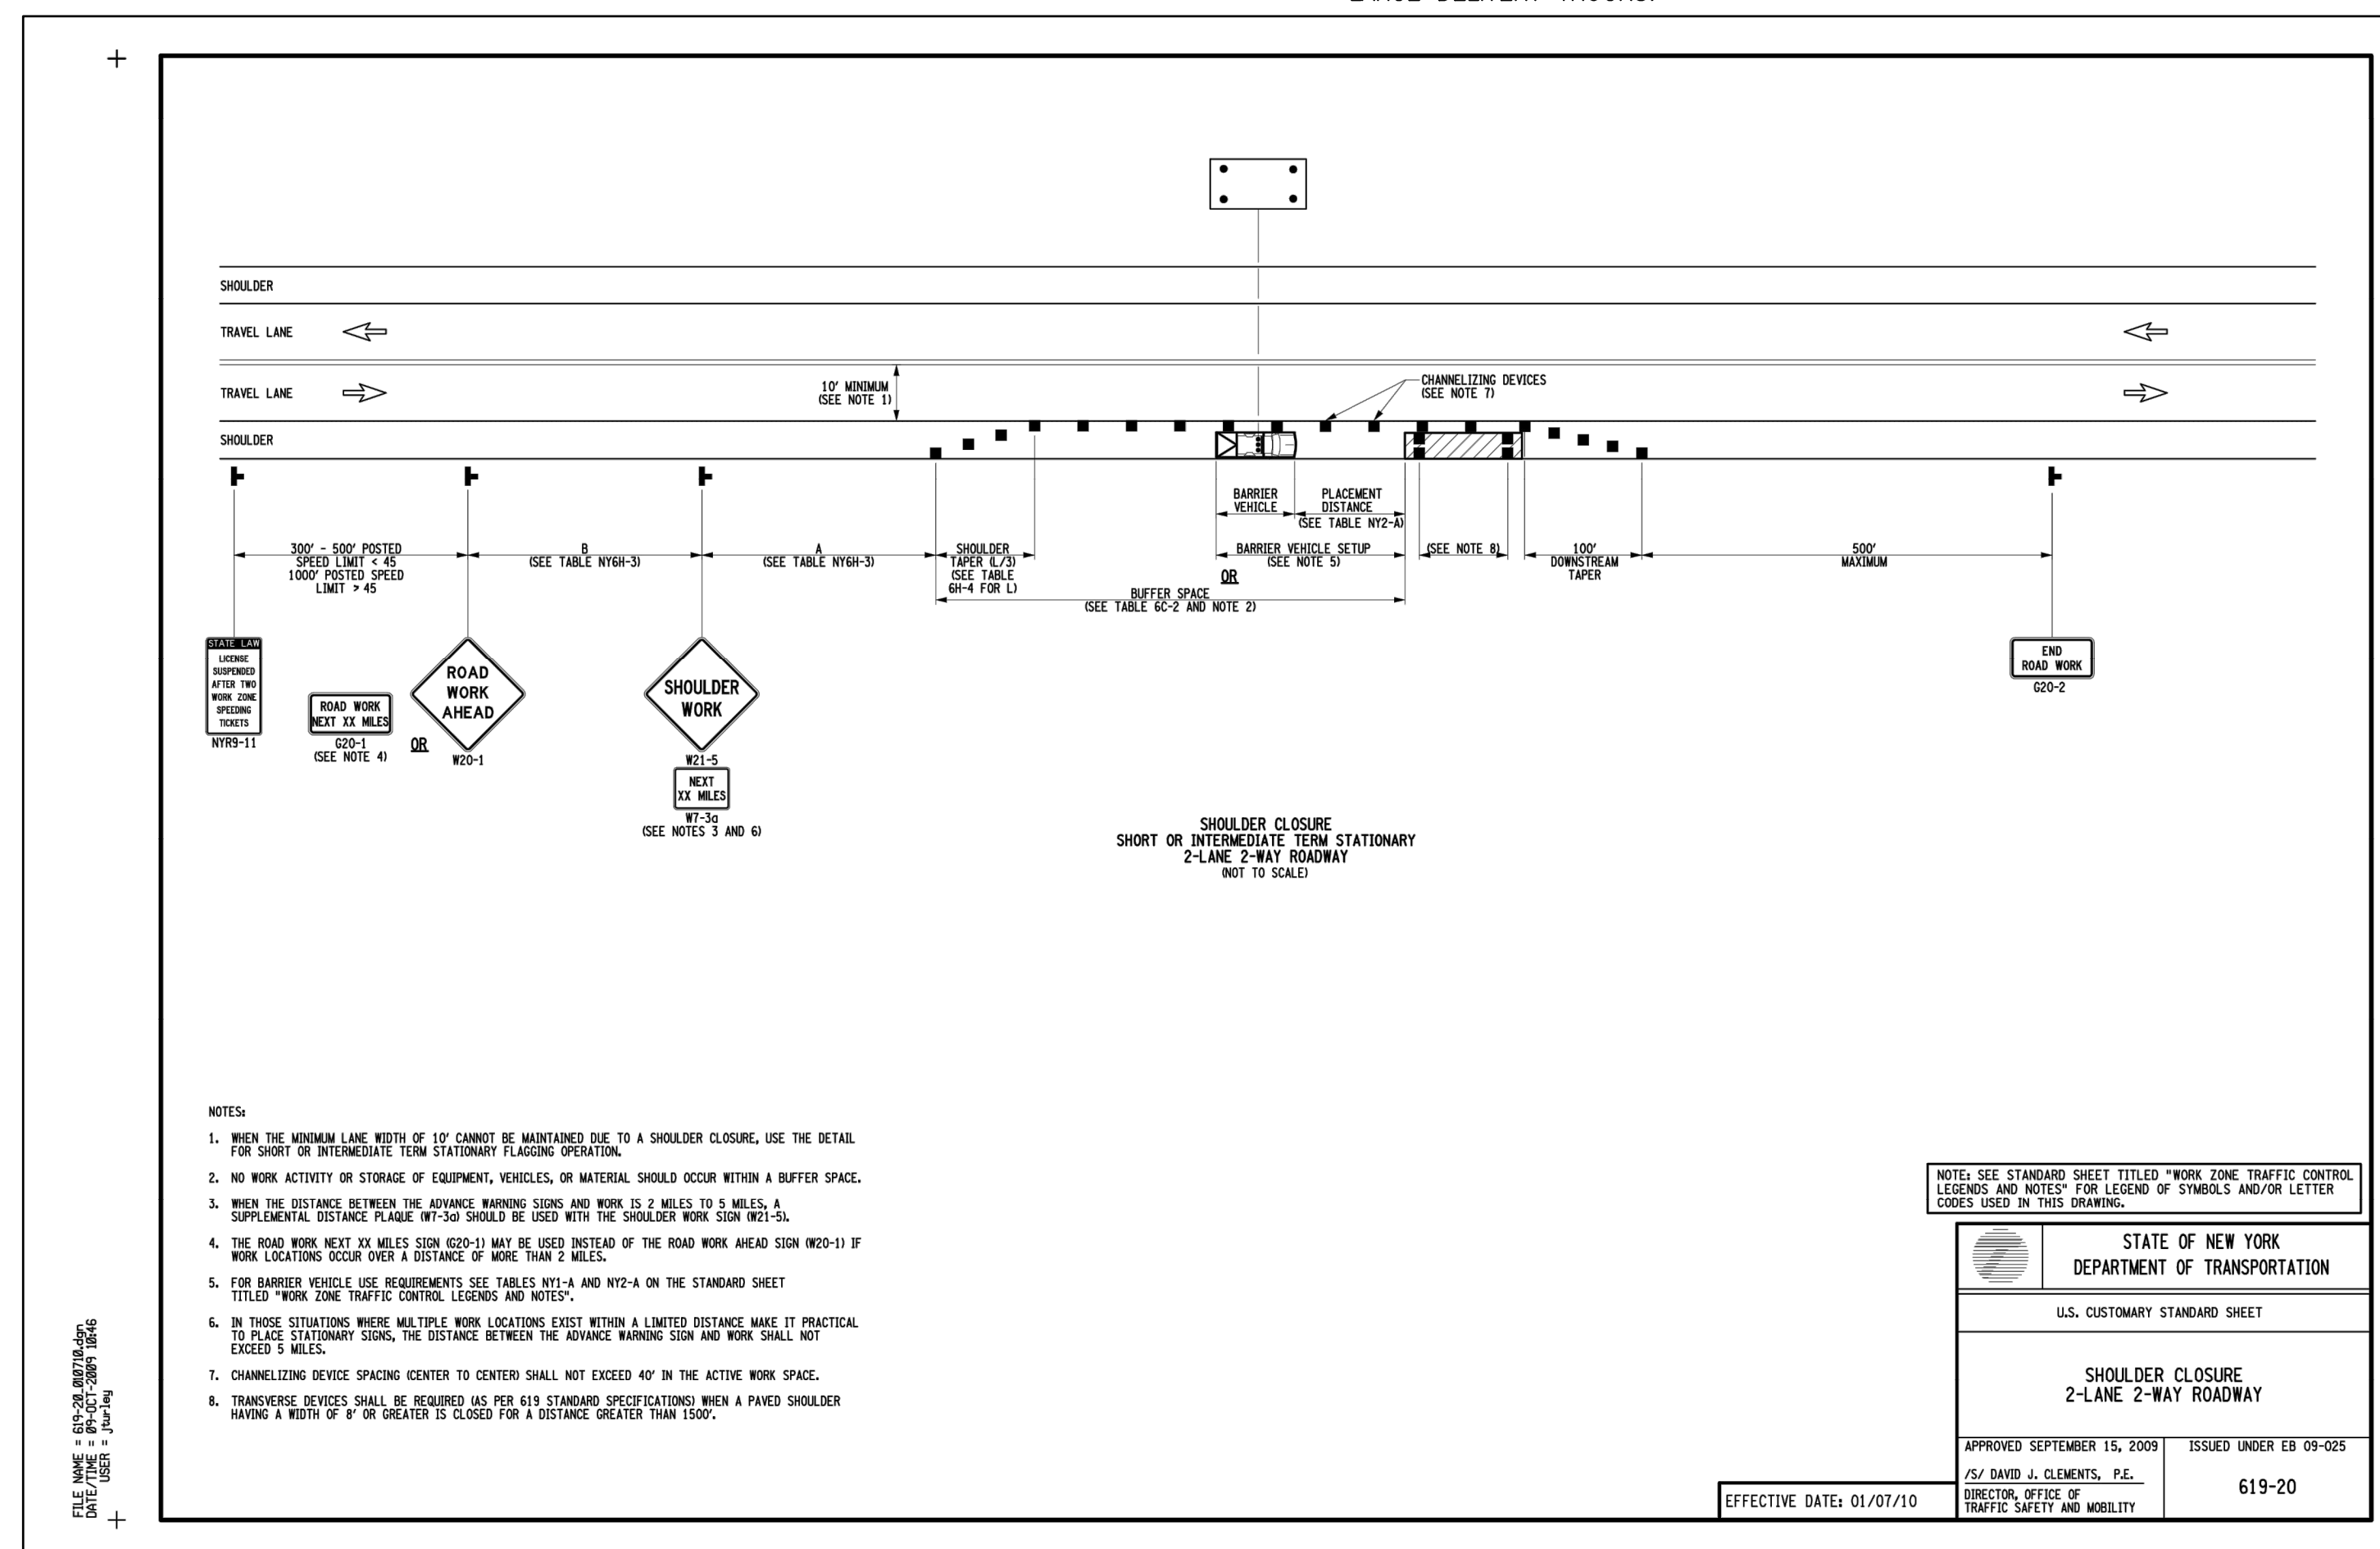 SHOULDER
TRAVEL LANE
TRAVEL LANE
SHOULDER
10' MINIMUM
(SEE NOTE 1)
CHANNELIZING DEVICES
(SEE NOTE 7)
BARRIER
VEHICLE
PLACEMENT
DISTANCE
(SEE TABLE NY2-A)
300' - 500' POSTED
SPEED LIMIT < 45
1000' POSTED SPEED
LIMIT > 45
B
(SEE TABLE NY6H-3)
A
(SEE TABLE NY6H-3)
SHOULDER
TAPER (L/3)
(SEE TABLE
6H-4 FOR L)
BARRIER VEHICLE SETUP
(SEE NOTE 5)
OR
BUFFER SPACE
(SEE TABLE 6C-2 AND NOTE 2)
(SEE NOTE 8)
100'
DOWNSTREAM
TAPER
500'
MAXIMUM
STATE LAW
LICENSE
SUSPENDED
AFTER TWO
WORK ZONE
SPEEDING
TICKETS
NYR9-11
ROAD WORK
NEXT XX MILES
G20-1
(SEE NOTE 4)
OR
ROAD
WORK
AHEAD
W20-1
SHOULDER
WORK
W21-5
NEXT
XX MILES
W7-3a
(SEE NOTES 3 AND 6)
END
ROAD WORK
G20-2
SHOULDER CLOSURE
SHORT OR INTERMEDIATE TERM STATIONARY
2-LANE 2-WAY ROADWAY
(NOT TO SCALE)
NOTES:
1. WHEN THE MINIMUM LANE WIDTH OF 10' CANNOT BE MAINTAINED DUE TO A SHOULDER CLOSURE, USE THE DETAIL
FOR SHORT OR INTERMEDIATE TERM STATIONARY FLAGGING OPERATION.
2. NO WORK ACTIVITY OR STORAGE OF EQUIPMENT, VEHICLES, OR MATERIAL SHOULD OCCUR WITHIN A BUFFER SPACE.
3. WHEN THE DISTANCE BETWEEN THE ADVANCE WARNING SIGNS AND WORK IS 2 MILES TO 5 MILES, A
SUPPLEMENTAL DISTANCE PLAQUE (W7-3a) SHOULD BE USED WITH THE SHOULDER WORK SIGN (W21-5).
4. THE ROAD WORK NEXT XX MILES SIGN (G20-1) MAY BE USED INSTEAD OF THE ROAD WORK AHEAD SIGN (W20-1) IF
WORK LOCATIONS OCCUR OVER A DISTANCE OF MORE THAN 2 MILES.
5. FOR BARRIER VEHICLE USE REQUIREMENTS SEE TABLES NY1-A AND NY2-A ON THE STANDARD SHEET
TITLED "WORK ZONE TRAFFIC CONTROL LEGENDS AND NOTES".
6. IN THOSE SITUATIONS WHERE MULTIPLE WORK LOCATIONS EXIST WITHIN A LIMITED DISTANCE MAKE IT PRACTICAL
TO PLACE STATIONARY SIGNS, THE DISTANCE BETWEEN THE ADVANCE WARNING SIGN AND WORK SHALL NOT
EXCEED 5 MILES.
7. CHANNELIZING DEVICE SPACING (CENTER TO CENTER) SHALL NOT EXCEED 40' IN THE ACTIVE WORK SPACE.
8. TRANSVERSE DEVICES SHALL BE REQUIRED (AS PER 619 STANDARD SPECIFICATIONS) WHEN A PAVED SHOULDER
HAVING A WIDTH OF 8' OR GREATER IS CLOSED FOR A DISTANCE GREATER THAN 1500'.
NOTE: SEE STANDARD SHEET TITLED "WORK ZONE TRAFFIC CONTROL
LEGENDS AND NOTES" FOR LEGEND OF SYMBOLS AND/OR LETTER
CODES USED IN THIS DRAWING.
STATE OF NEW YORK
DEPARTMENT OF TRANSPORTATION
U.S. CUSTOMARY STANDARD SHEET
SHOULDER CLOSURE
2-LANE 2-WAY ROADWAY
APPROVED SEPTEMBER 15, 2009
ISSUED UNDER EB 09-025
/S/ DAVID J. CLEMENTS, P.E.
DIRECTOR, OFFICE OF
TRAFFIC SAFETY AND MOBILITY
619-20
EFFECTIVE DATE: 01/07/10
FILE NAME = 619-20_010710.dgn
DATE/TIME = 09-OCT-2009 10:46
USER = jturley